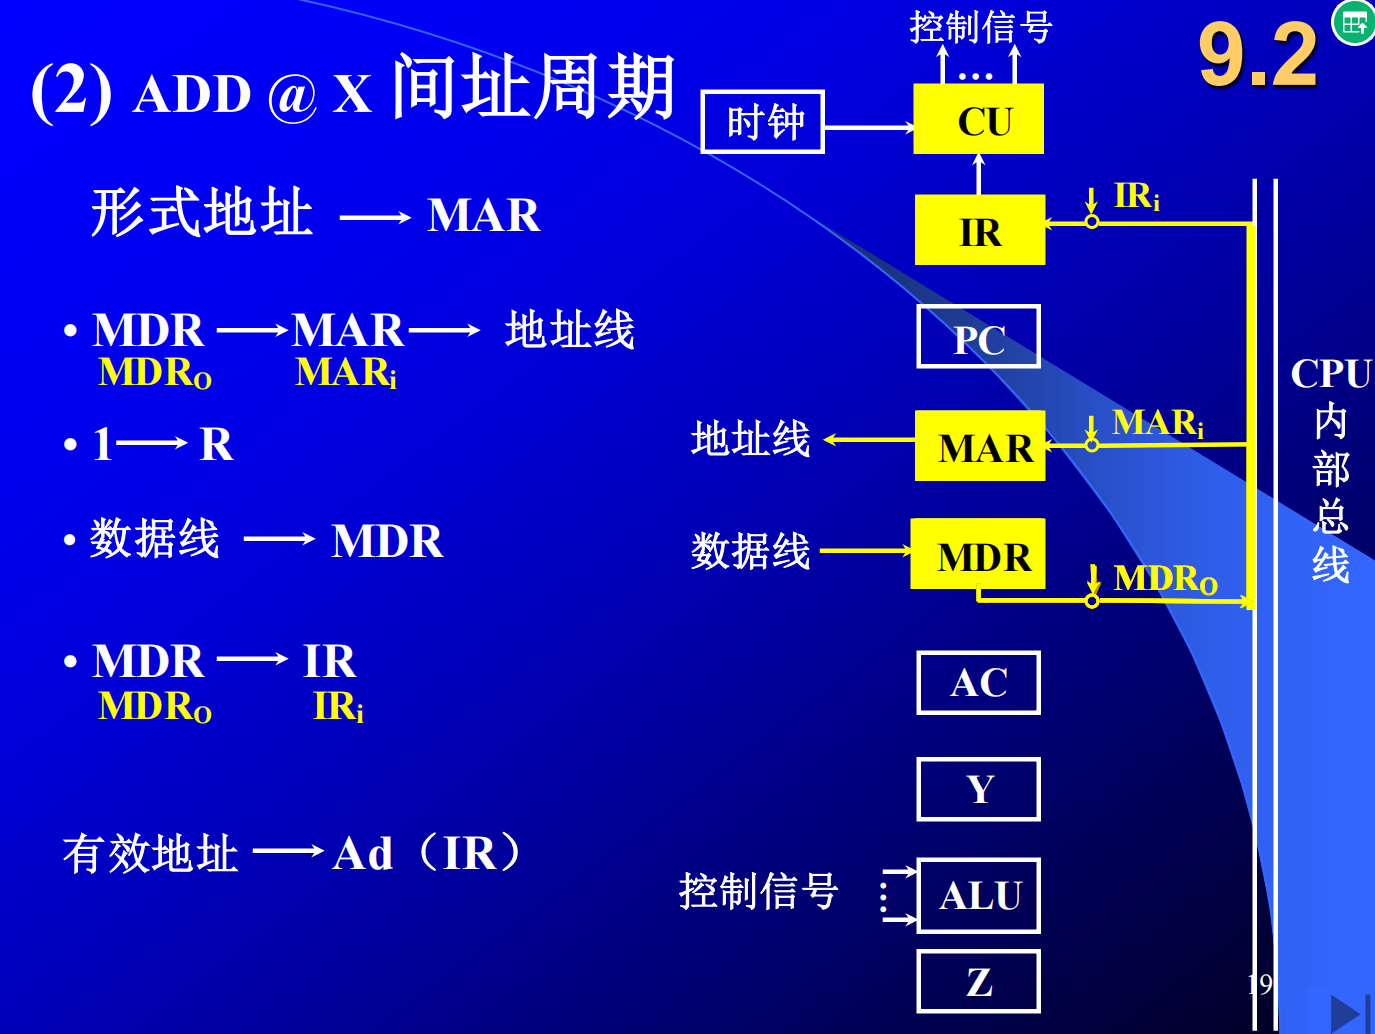 控制信号
9.2
(2) ADD @ X 间址周期
…
时钟
CU
形式地址 → MAR
IR
IRi
• MDR → MAR → 地址线
MDRO MARi
PC
CPU
内
部
总
线
• 1 → R
地址线
MAR
MARi
• 数据线 → MDR
数据线
MDR
MDRO
• MDR → IR
MDRO IRi
AC
Y
有效地址 → Ad（IR）
控制信号
…
ALU
Z
19